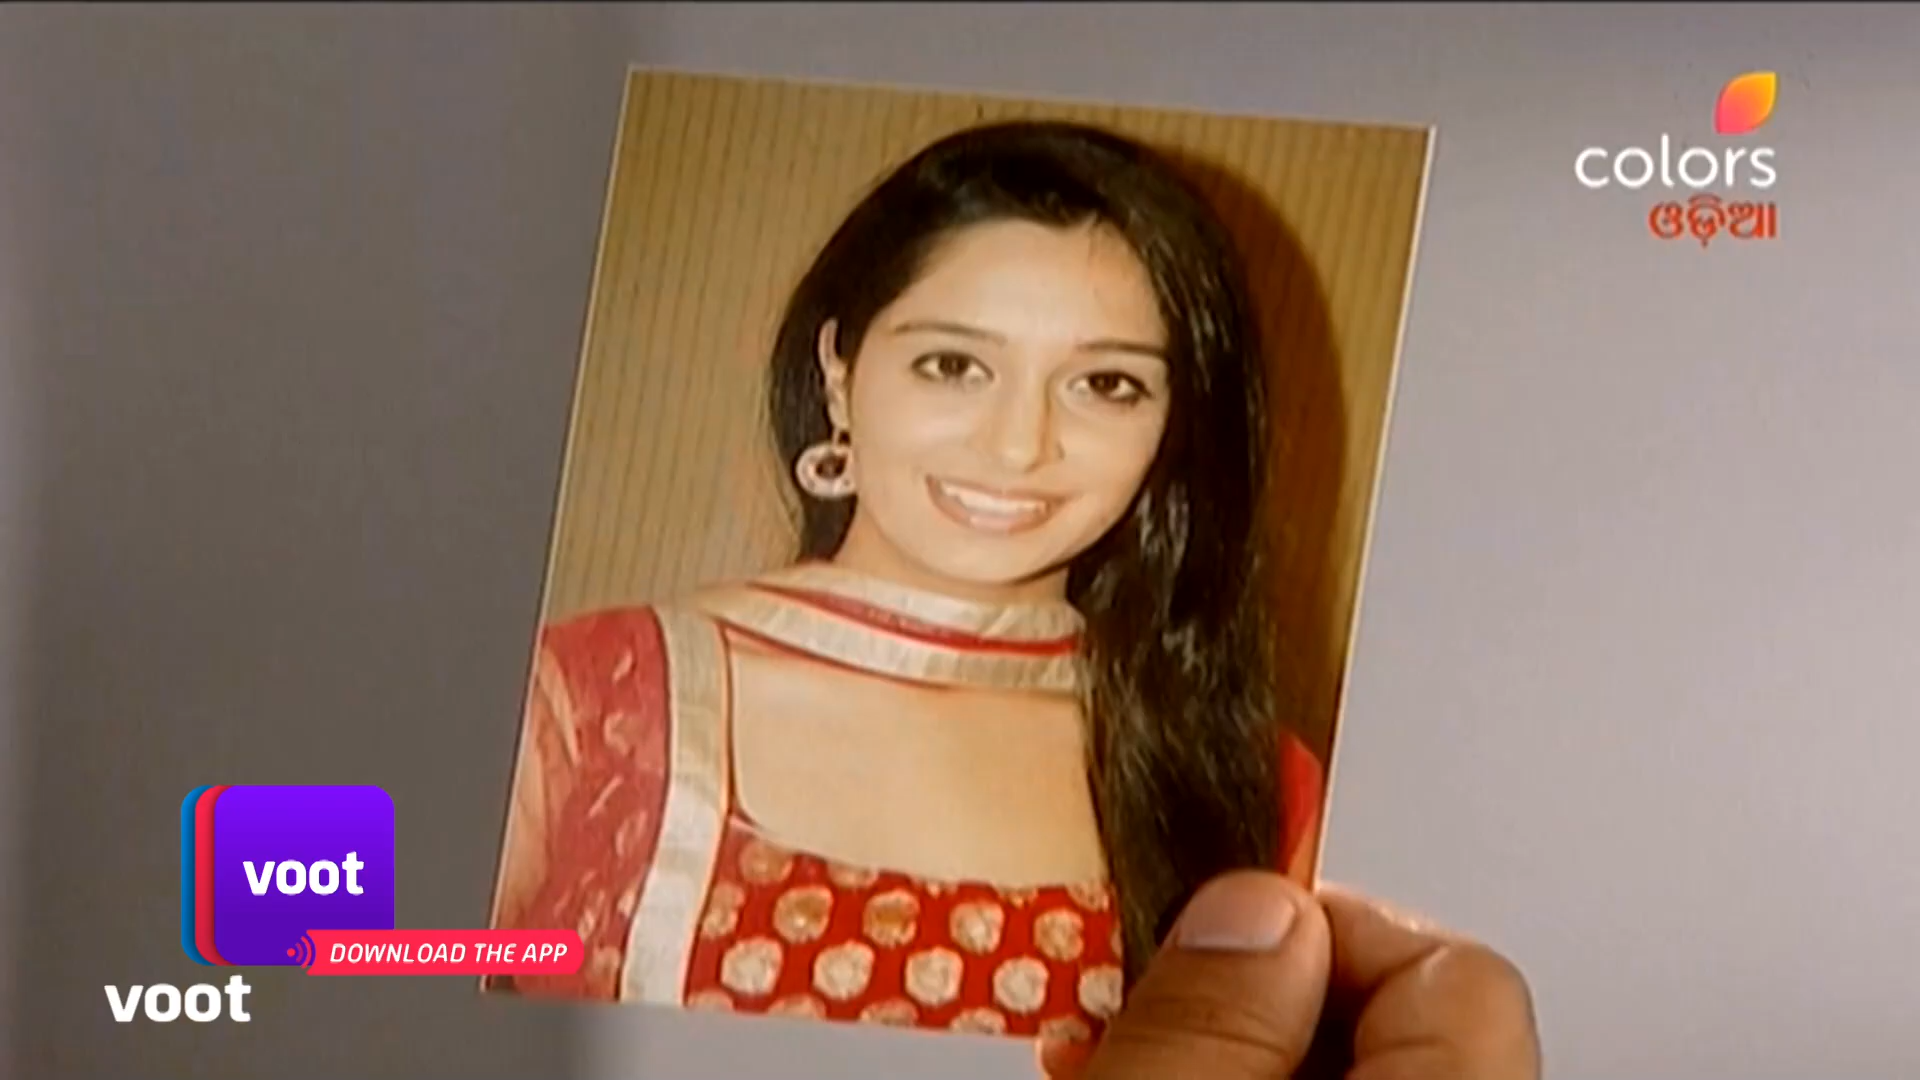 colors
ଓଡ଼ିଆ
voot
DOWNLOAD THE APP
voot